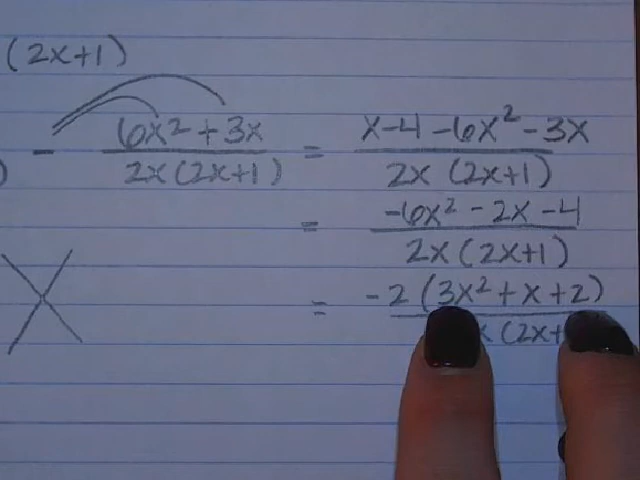 (2x+1)
) - 6x² + 3x / 2x(2x+1) = x-4-6x²-3x / 2x (2x+1)
= -6x² - 2x - 4 / 2x(2x+1)
= -2(3x²+x+2) / x(2x+